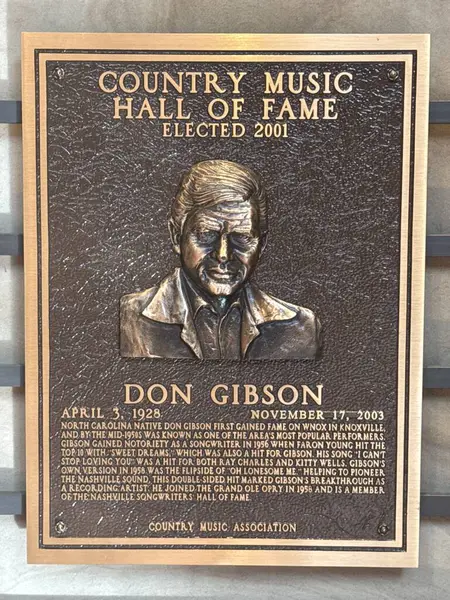 COUNTRY MUSIC
HALL OF FAME
ELECTED 2001
DON GIBSON
APRIL 3, 1928 NOVEMBER 17, 2003
NORTH CAROLINA NATIVE DON GIBSON FIRST GAINED FAME ON WNOX IN KNOXVILLE,
AND BY THE MID-1950S WAS KNOWN AS ONE OF THE AREA'S MOST POPULAR PERFORMERS.
GIBSON GAINED NOTORIETY AS A SONGWRITER IN 1956 WHEN FARON YOUNG HIT THE
TOP 10 WITH "SWEET DREAMS," WHICH WAS ALSO A HIT FOR GIBSON. HIS SONG "I CAN'T
STOP LOVING YOU" WAS A HIT FOR BOTH RAY CHARLES AND KITTY WELLS. GIBSON'S
OWN VERSION IN 1958 WAS THE FLIPSIDE OF "OH LONESOME ME." HELPING TO PIONEER
THE NASHVILLE SOUND, THIS DOUBLE-SIDED HIT MARKED GIBSON'S BREAKTHROUGH AS
A RECORDING ARTIST. HE JOINED THE GRAND OLE OPRY IN 1958 AND IS A MEMBER
OF THE NASHVILLE SONGWRITERS HALL OF FAME.
COUNTRY MUSIC ASSOCIATION